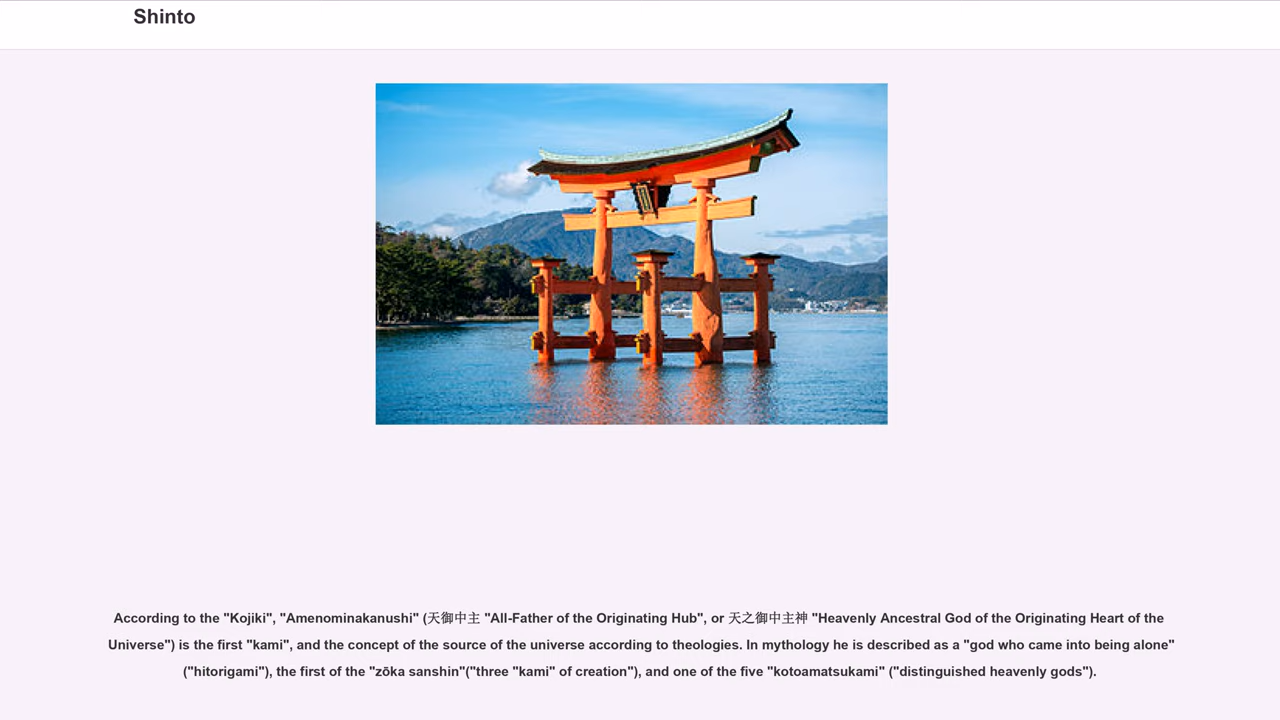 Shinto
According to the "Kojiki", "Amenominakanushi" (天御中主 "All-Father of the Originating Hub", or 天之御中主神 "Heavenly Ancestral God of the Originating Heart of the
Universe") is the first "kami", and the concept of the source of the universe according to theologies. In mythology he is described as a "god who came into being alone"
("hitorigami"), the first of the "zōka sanshin"("three "kami" of creation"), and one of the five "kotoamatsukami" ("distinguished heavenly gods").